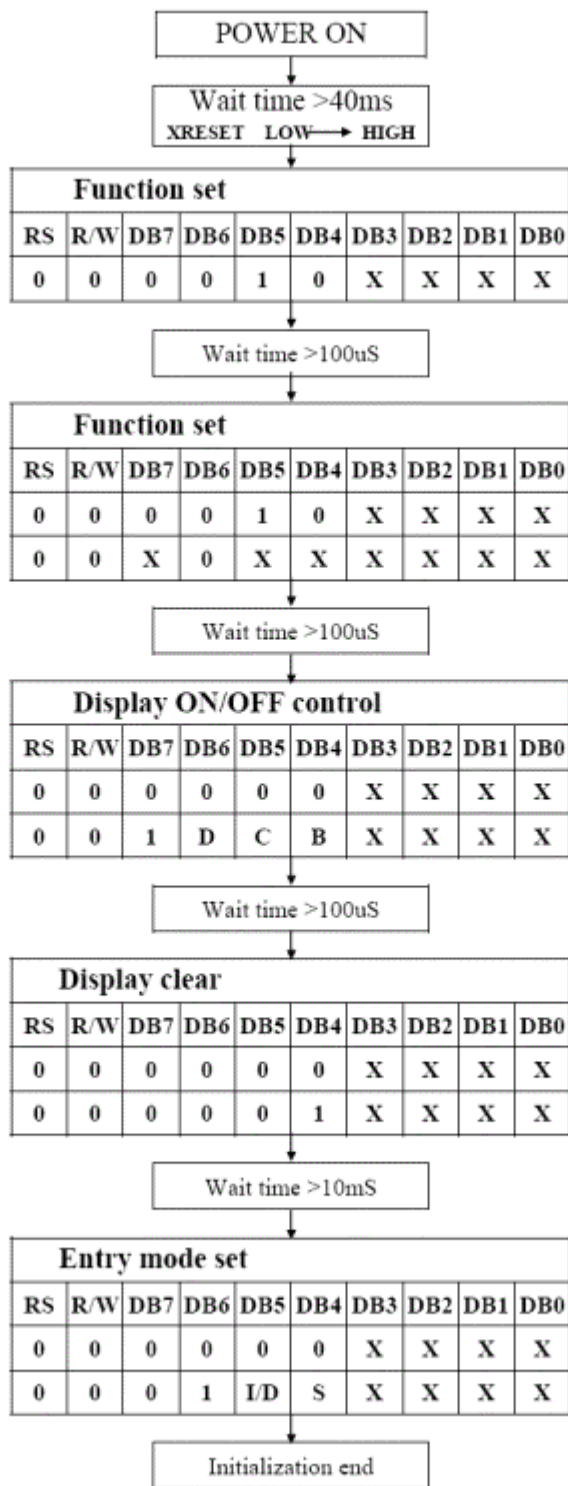 POWER ON
Wait time >40ms
XRESET LOW → HIGH
Function set
RS R/W DB7 DB6 DB5 DB4 DB3 DB2 DB1 DB0
0 0 0 0 1 0 X X X X
Wait time >100uS
Function set
RS R/W DB7 DB6 DB5 DB4 DB3 DB2 DB1 DB0
0 0 0 0 1 0 X X X X
0 0 X 0 X X X X X X
Wait time >100uS
Display ON/OFF control
RS R/W DB7 DB6 DB5 DB4 DB3 DB2 DB1 DB0
0 0 0 0 0 0 X X X X
0 0 1 D C B X X X X
Wait time >100uS
Display clear
RS R/W DB7 DB6 DB5 DB4 DB3 DB2 DB1 DB0
0 0 0 0 0 0 X X X X
0 0 0 0 0 1 X X X X
Wait time >10mS
Entry mode set
RS R/W DB7 DB6 DB5 DB4 DB3 DB2 DB1 DB0
0 0 0 0 0 0 X X X X
0 0 0 1 I/D S X X X X
Initialization end